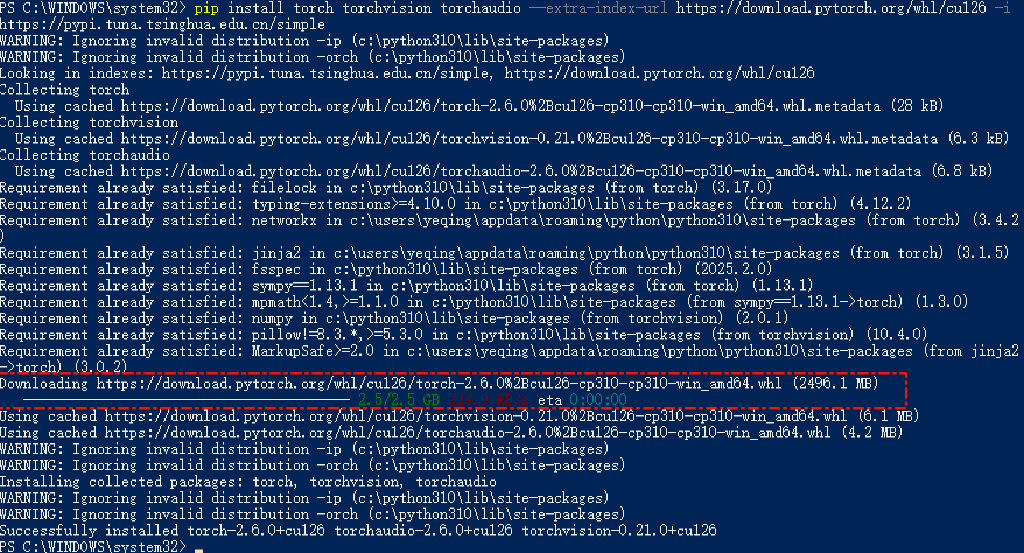 PS C:\WINDOWS\system32> pip install torch torchvision torchaudio --extra-index-url https://download.pytorch.org/whl/cu126 -i
https://pypi.tuna.tsinghua.edu.cn/simple
WARNING: Ignoring invalid distribution -ip (c:\python310\lib\site-packages)
WARNING: Ignoring invalid distribution -orch (c:\python310\lib\site-packages)
Looking in indexes: https://pypi.tuna.tsinghua.edu.cn/simple, https://download.pytorch.org/whl/cu126
Collecting torch
Using cached https://download.pytorch.org/whl/cu126/torch-2.6.0%2Bcu126-cp310-cp310-win_amd64.whl.metadata (28 kB)
Collecting torchvision
Using cached https://download.pytorch.org/whl/cu126/torchvision-0.21.0%2Bcu126-cp310-cp310-win_amd64.whl.metadata (6.3 kB)
Collecting torchaudio
Using cached https://download.pytorch.org/whl/cu126/torchaudio-2.6.0%2Bcu126-cp310-cp310-win_amd64.whl.metadata (6.8 kB)
Requirement already satisfied: filelock in c:\python310\lib\site-packages (from torch) (3.17.0)
Requirement already satisfied: typing-extensions>=4.10.0 in c:\python310\lib\site-packages (from torch) (4.12.2)
Requirement already satisfied: networkx in c:\users\yeqing\appdata\roaming\python\python310\site-packages (from torch) (3.4.2
)
Requirement already satisfied: jinja2 in c:\users\yeqing\appdata\roaming\python\python310\site-packages (from torch) (3.1.5)
Requirement already satisfied: fsspec in c:\python310\lib\site-packages (from torch) (2025.2.0)
Requirement already satisfied: sympy==1.13.1 in c:\python310\lib\site-packages (from torch) (1.13.1)
Requirement already satisfied: mpmath<1.4,>=1.1.0 in c:\python310\lib\site-packages (from sympy==1.13.1->torch) (1.3.0)
Requirement already satisfied: numpy in c:\python310\lib\site-packages (from torchvision) (2.0.1)
Requirement already satisfied: pillow!=8.3.*,>=5.3.0 in c:\python310\lib\site-packages (from torchvision) (10.4.0)
Requirement already satisfied: MarkupSafe>=2.0 in c:\users\yeqing\appdata\roaming\python\python310\site-packages (from jinja2
->torch) (3.0.2)
Downloading https://download.pytorch.org/whl/cu126/torch-2.6.0%2Bcu126-cp310-cp310-win_amd64.whl (2496.1 MB)
2.5/2.5 GB eta 0:00:00
Using cached https://download.pytorch.org/whl/cu126/torchvision-0.21.0%2Bcu126-cp310-cp310-win_amd64.whl (6.1 MB)
Using cached https://download.pytorch.org/whl/cu126/torchaudio-2.6.0%2Bcu126-cp310-cp310-win_amd64.whl (4.2 MB)
WARNING: Ignoring invalid distribution -ip (c:\python310\lib\site-packages)
WARNING: Ignoring invalid distribution -orch (c:\python310\lib\site-packages)
Installing collected packages: torch, torchvision, torchaudio
WARNING: Ignoring invalid distribution -ip (c:\python310\lib\site-packages)
WARNING: Ignoring invalid distribution -orch (c:\python310\lib\site-packages)
Successfully installed torch-2.6.0+cu126 torchaudio-2.6.0+cu126 torchvision-0.21.0+cu126
PS C:\WINDOWS\system32>